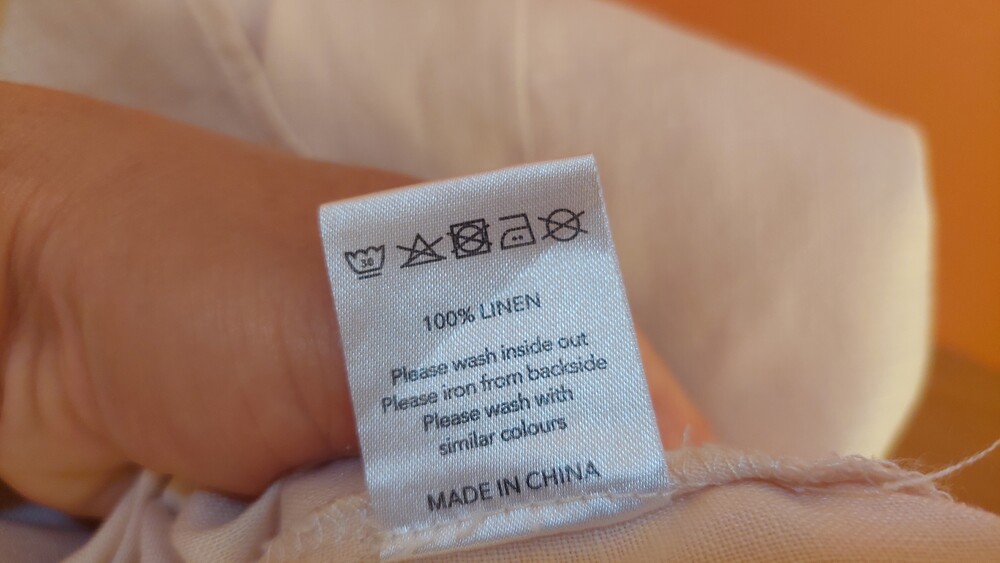 30
100% LINEN
Please wash inside out
Please iron from backside
Please wash with
similar colours
MADE IN CHINA